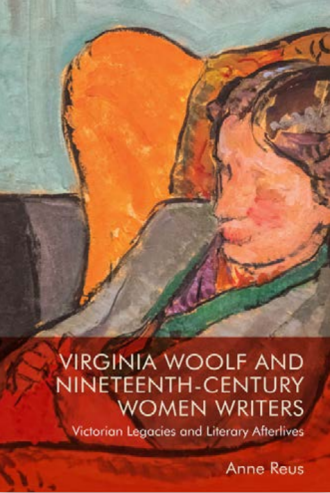 VIRGINIA WOOLF AND
NINETEENTH-CENTURY
WOMEN WRITERS
Victorian Legacies and Literary Afterlives
Anne Reus